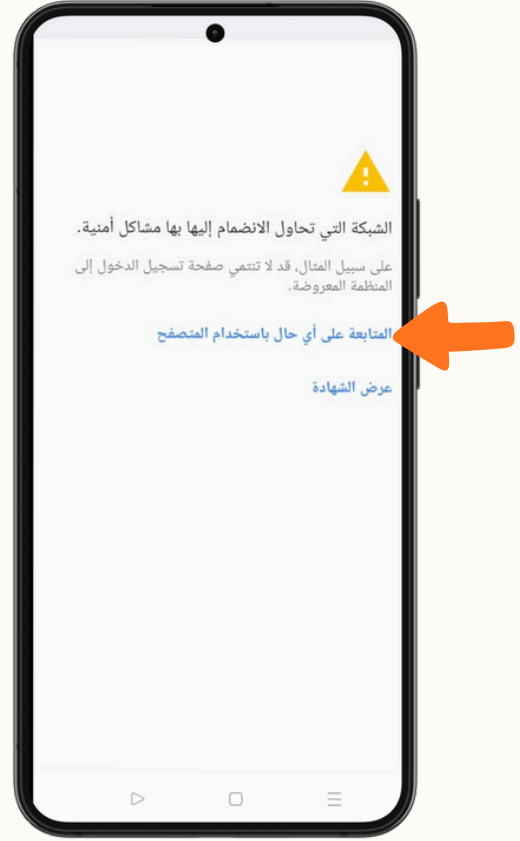 الشبكة التي تحاول الانضمام إليها بها مشاكل أمنية.
على سبيل المثال، قد لا تنتمي صفحة تسجيل الدخول إلى
المنظمة المعروضة.
المتابعة على أي حال باستخدام المتصفح
عرض الشهادة